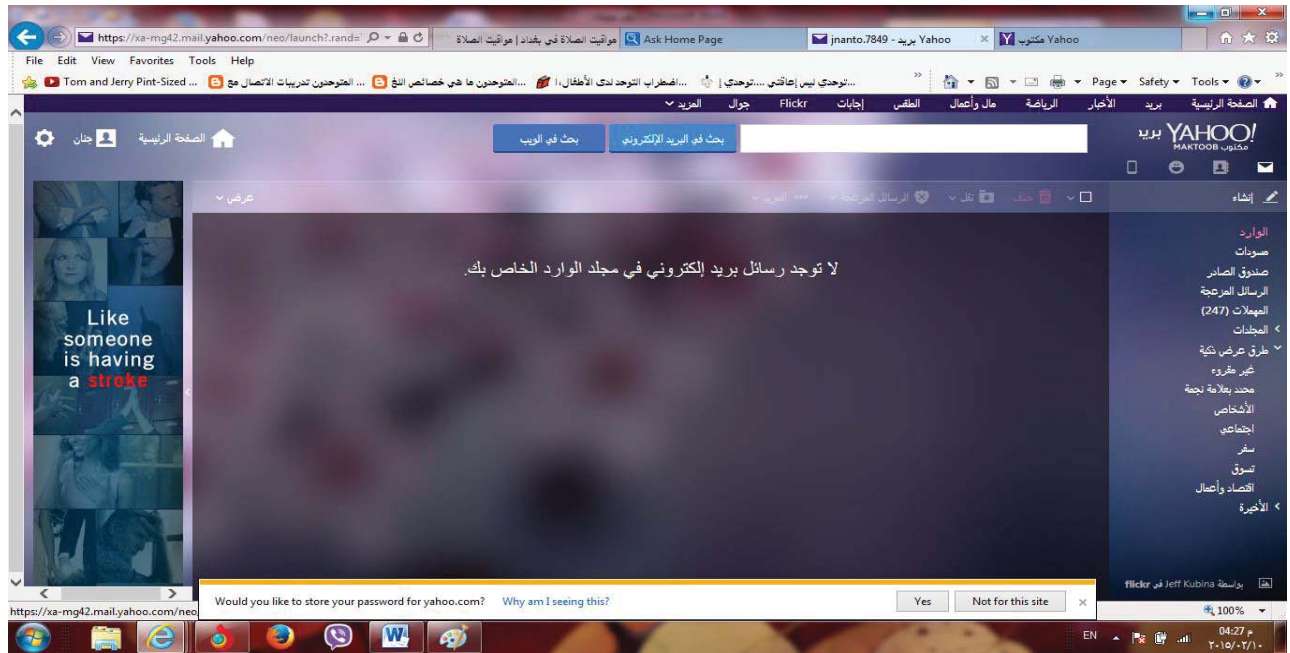 https://xa-mg42.mail.yahoo.com/neo/launch?.rand=
مواقيت الصلاة في بغداد | مواقيت الصلاة
Ask Home Page
jnanto.7849 - بريد Yahoo
مكتوب Yahoo
File Edit View Favorites Tools Help
Tom and Jerry Pint-Sized ...
المتوحدون تدريبات الاتصال مع ...
المتوحدون ما هي خصائص اللغ...
اضطراب التوحد لدى الأطفال،ا...
توحدي ليس إعاقتي ....توحدي |...
Page Safety Tools
الصفحة الرئيسية بريد الأخبار الرياضة مال وأعمال الطقس إجابات Flickr جوال المزيد
YAHOO! بريد
مكتوب MAKTOOB
بحث في البريد الإلكتروني
بحث في الويب
الصفحة الرئيسية
جنان
إنشاء
حذف نقل الرسائل المزعجة المزيد
عرض
الوارد
مسودات
صندوق الصادر
الرسائل المزعجة
المهملات (247)
المجلدات
طرق عرض ذكية
غير مقروء
محدد بعلامة نجمة
الأشخاص
اجتماعي
سفر
تسوق
اقتصاد وأعمال
الأخيرة
لا توجد رسائل بريد إلكتروني في مجلد الوارد الخاص بك.
Like
someone
is having
a stroke
بواسطة Jeff Kubina في flickr
Would you like to store your password for yahoo.com? Why am I seeing this?
Yes
Not for this site
https://xa-mg42.mail.yahoo.com/neo
100%
EN
04:27 م
٢٠١٥/٠٢/١٠